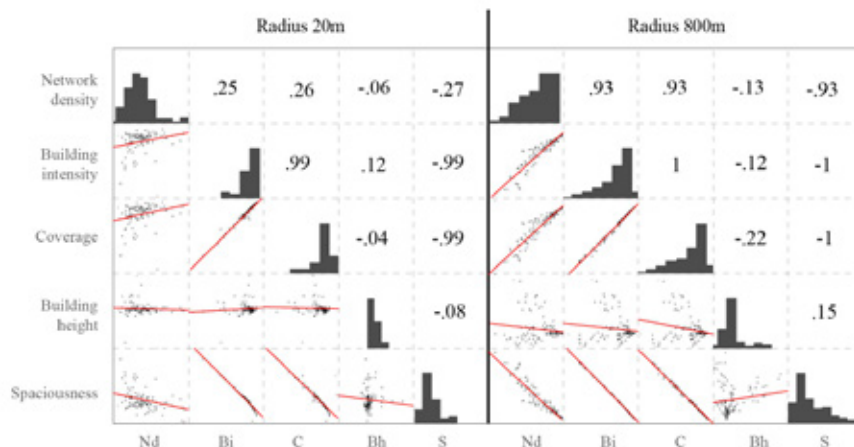 Radius 20m Radius 800m
Network density .25 .26 -.06 -.27 .93 .93 -.13 -.93
Building intensity .99 .12 -.99 1 -.12 -1
Coverage -.04 -.99 -.22 -1
Building height -.08 .15
Spaciousness
Nd Bi C Bh S Nd Bi C Bh S